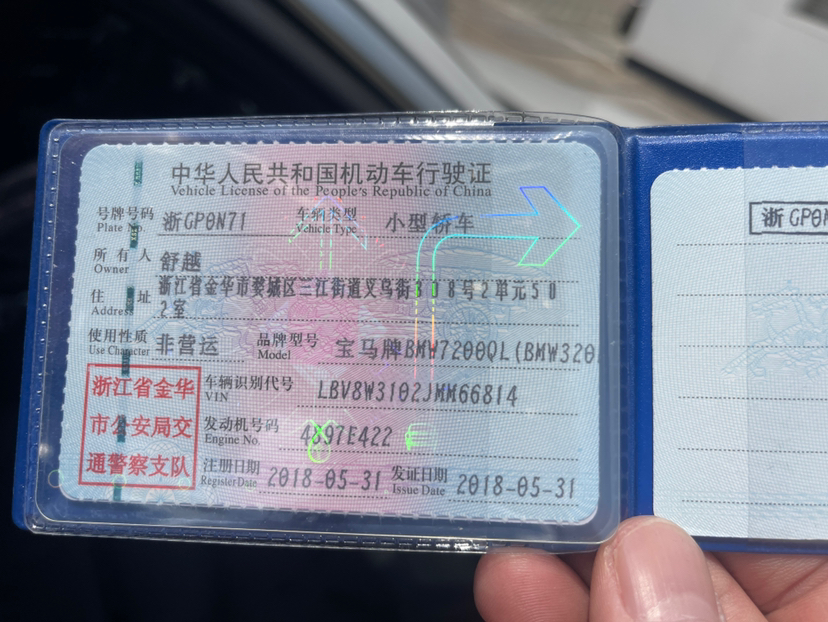 中华人民共和国机动车行驶证
Vehicle License of the People's Republic of China
号牌号码 浙GP0N71 车辆类型 小型轿车
Plate No. Vehicle Type
所有人 舒越
Owner
住址 浙江省金华市婺城区三江街道义乌街308号2单元50
Address 2室
使用性质 非营运 品牌型号 宝马牌BMW7200QL(BMW320
Use Character Model
浙江省金华
市公安局交
通警察支队
车辆识别代号 LBV8W3102JMM66814
VIN
发动机号码 4697E422
Engine No.
注册日期 2018-05-31 发证日期 2018-05-31
Register Date Issue Date
浙GP0N